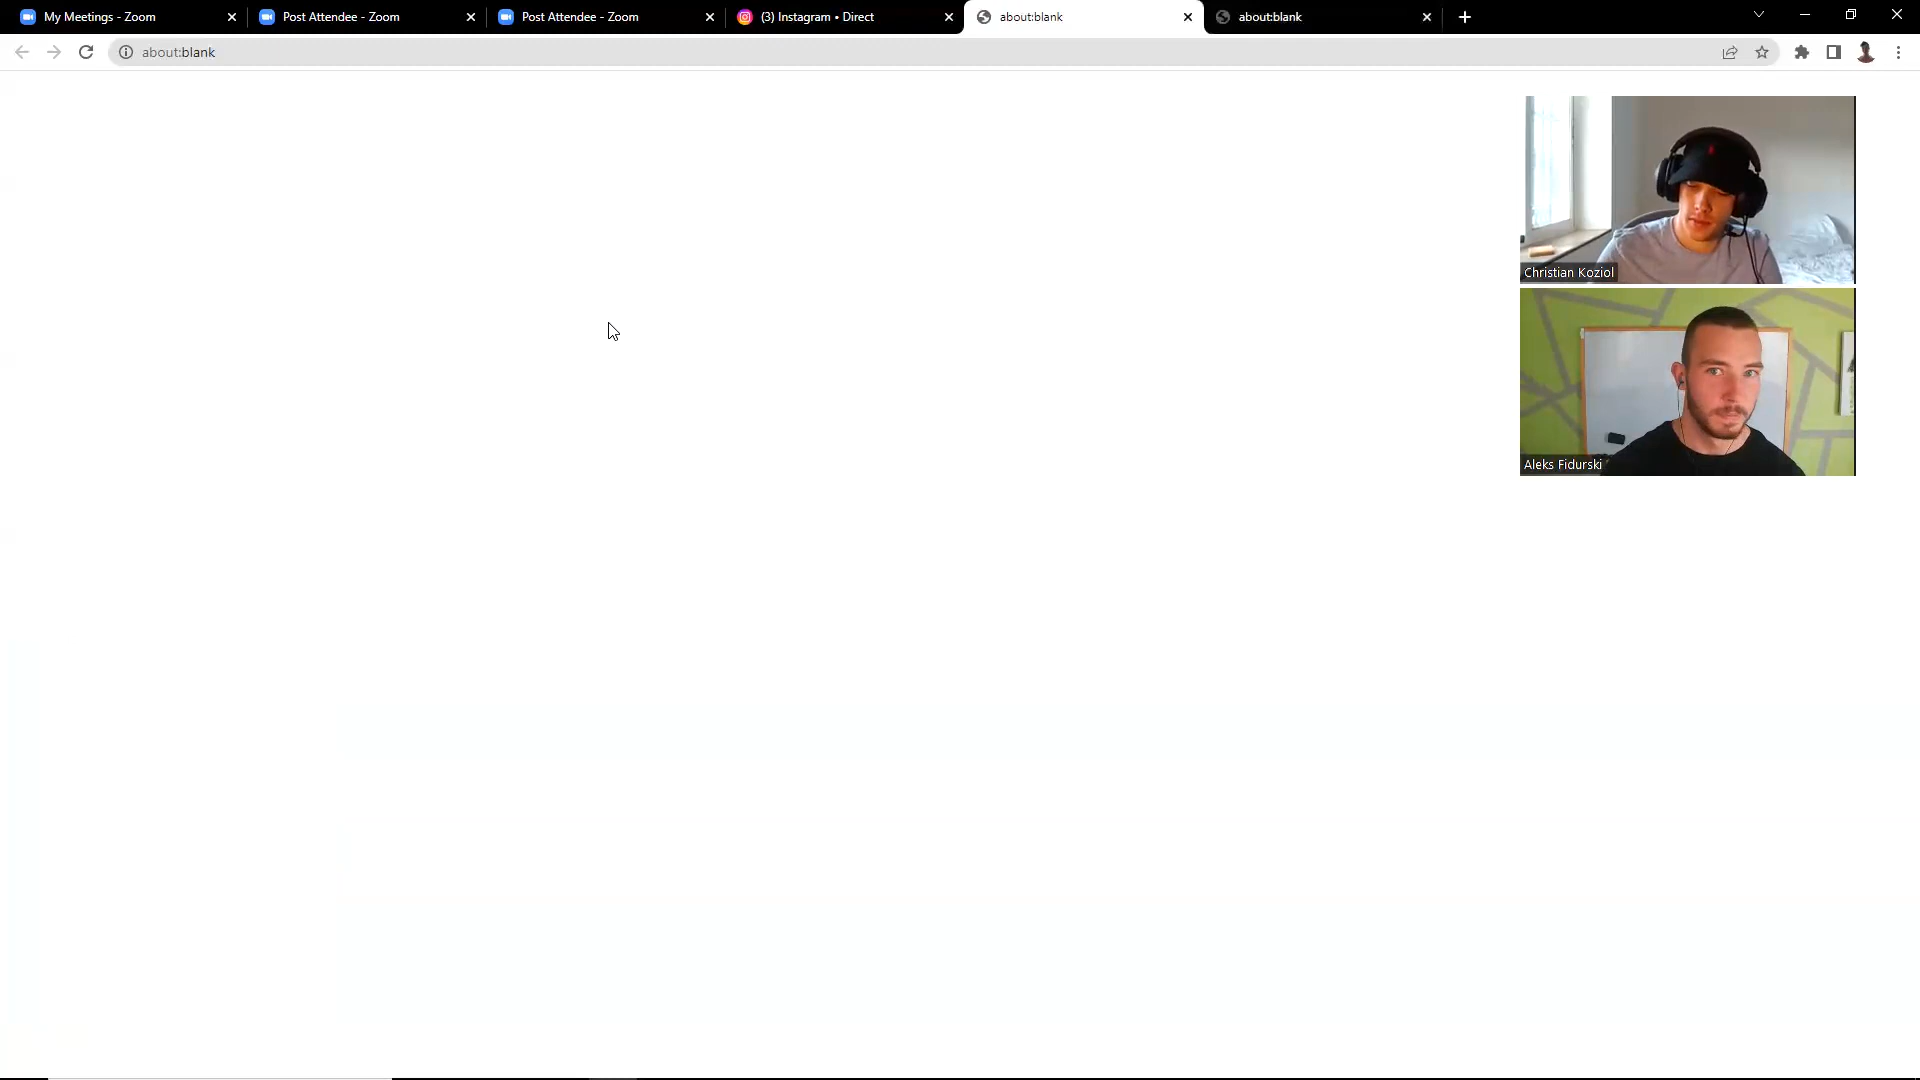 My Meetings - Zoom
Post Attendee - Zoom
Post Attendee - Zoom
(3) Instagram • Direct
about:blank
about:blank
about:blank
Christian Koziol
Aleks Fidurski